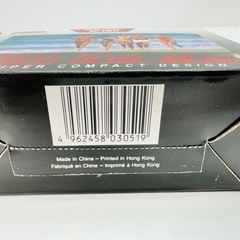 PER COMPACT DESIGN
4 962458 030519
Made in China – Printed in Hong Kong
Fabriqué en Chine – Imprimé à Hong Kong